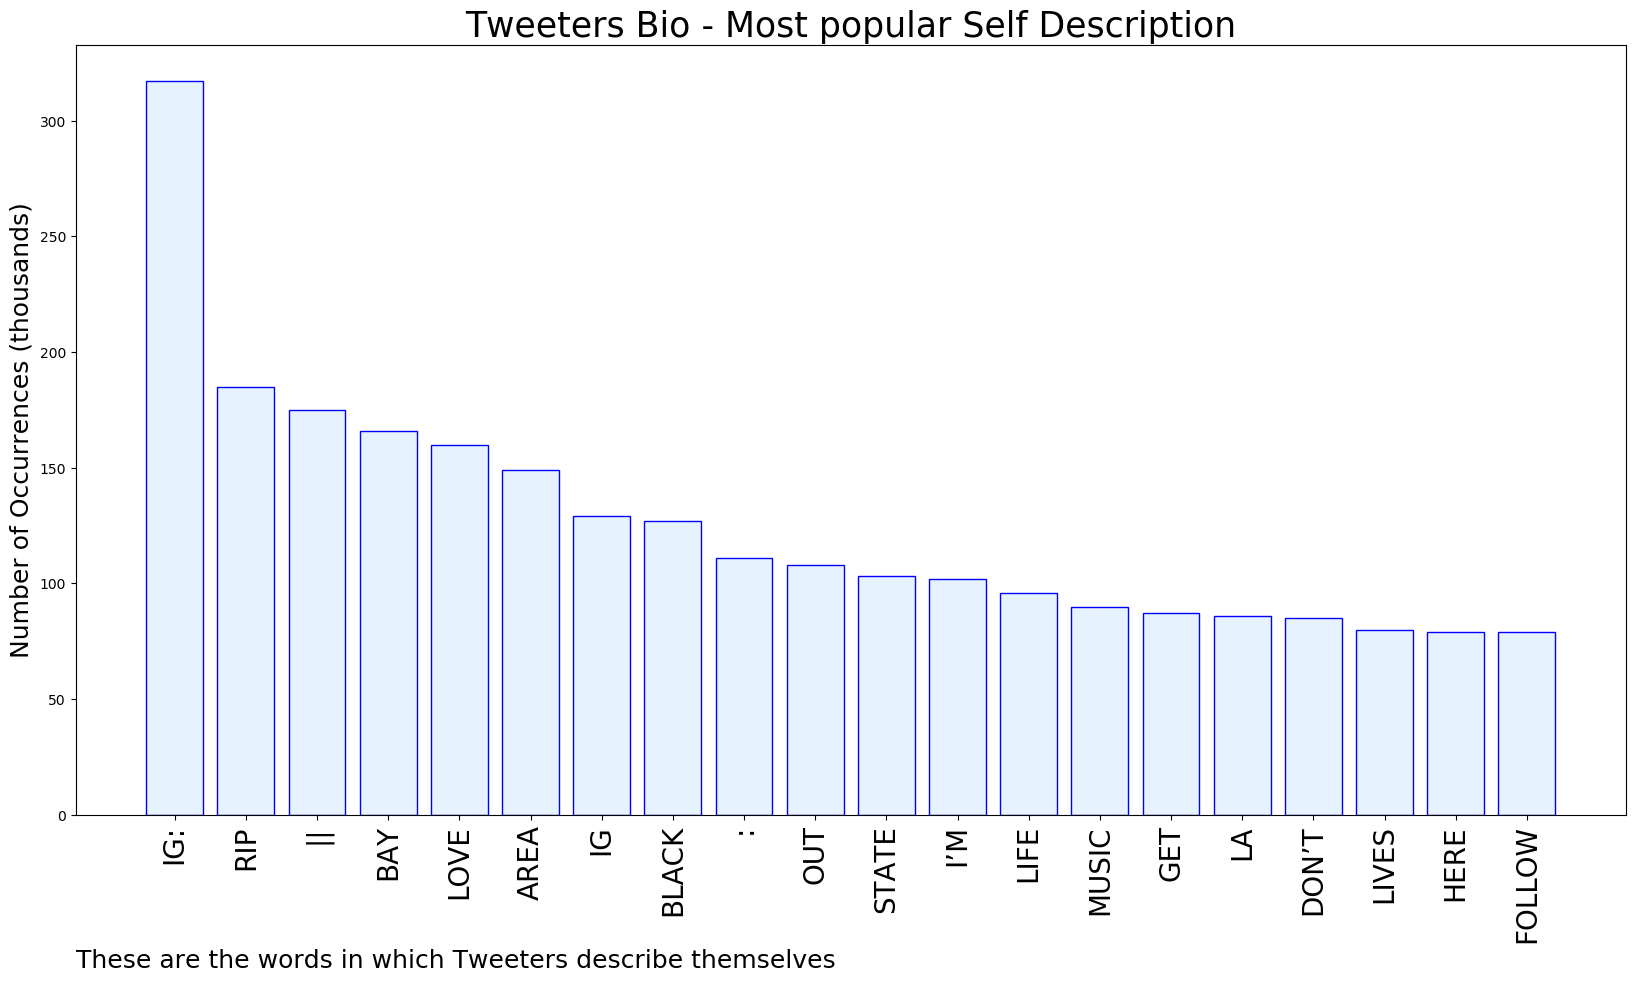 Tweeters Bio - Most popular Self Description
Number of Occurrences (thousands)
300
250
200
150
100
50
0
IG:
RIP
||
BAY
LOVE
AREA
IG
BLACK
:
OUT
STATE
I’M
LIFE
MUSIC
GET
LA
DON’T
LIVES
HERE
FOLLOW
These are the words in which Tweeters describe themselves